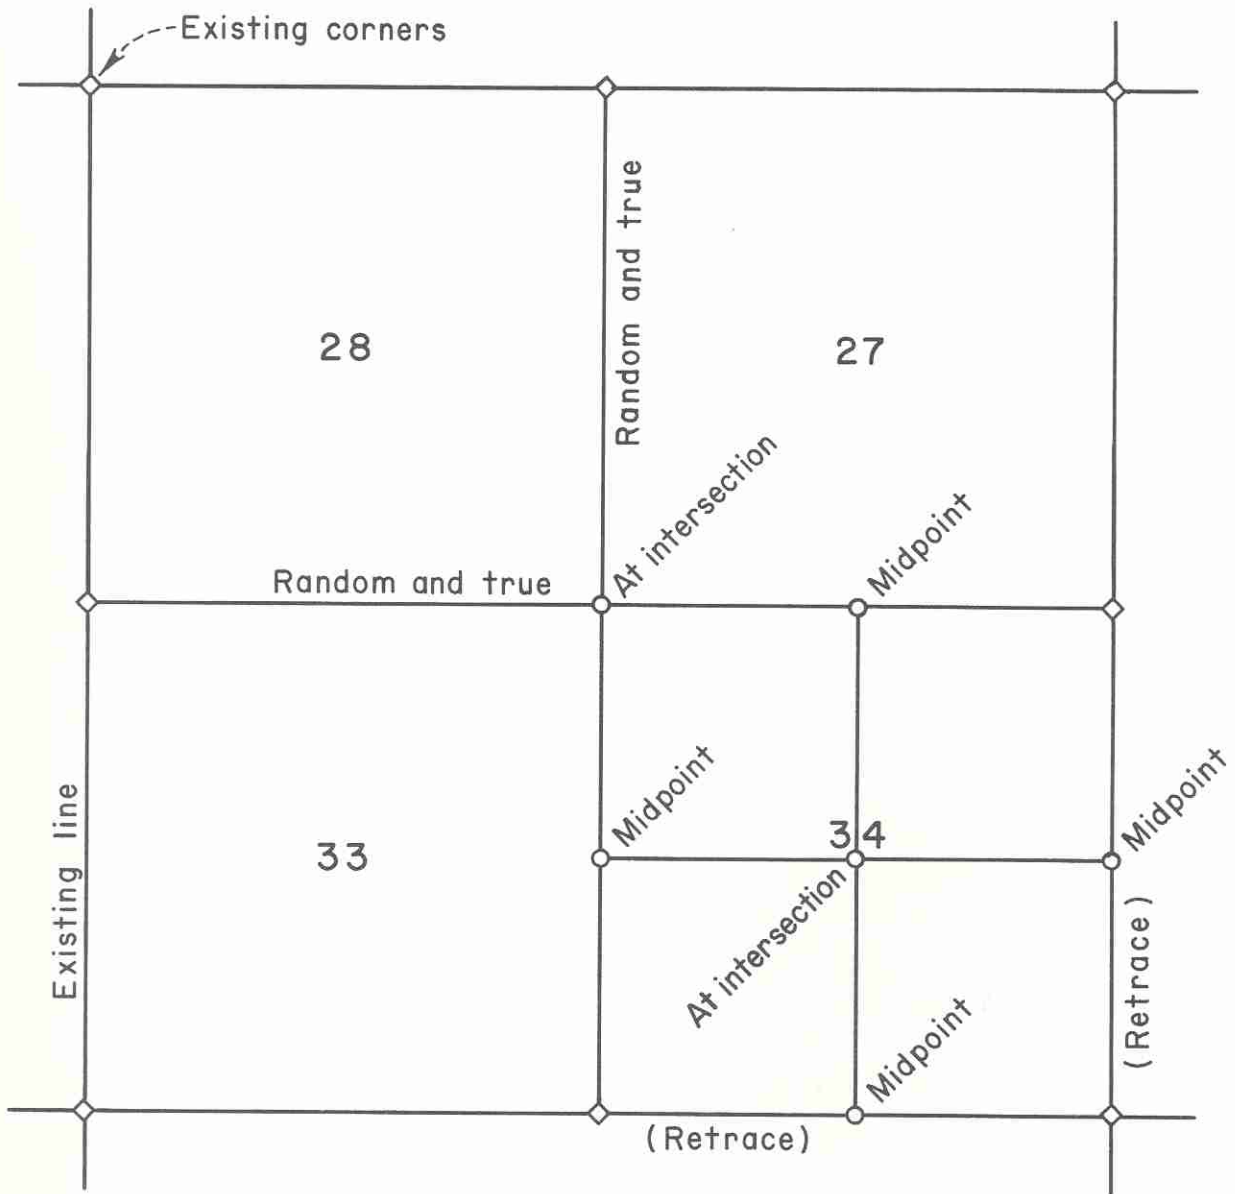 Existing corners
Random and true
28
27
At intersection
Midpoint
Random and true
Midpoint
Midpoint
Existing line
33
34
At intersection
(Retrace)
Midpoint
(Retrace)